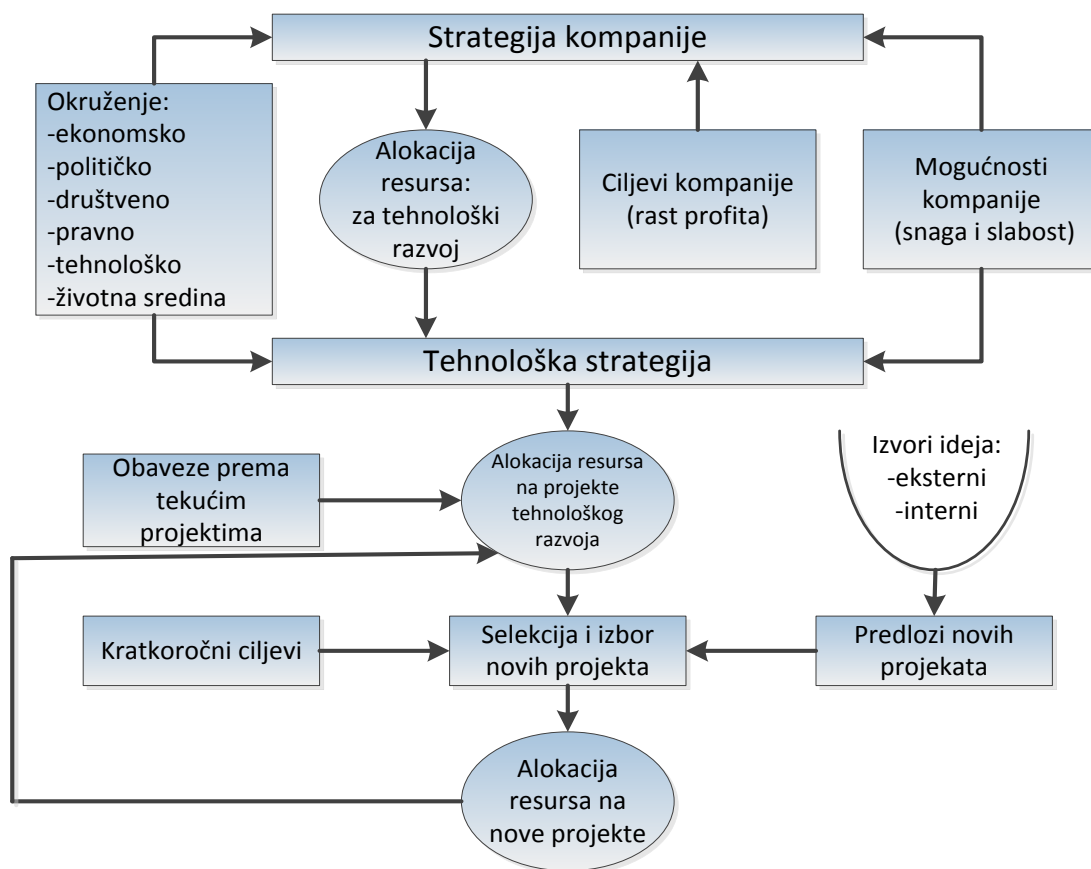 Strategija kompanije
Okruženje:
-ekonomsko
-političko
-društveno
-pravno
-tehnološko
-životna sredina
Alokacija
resursa:
za tehnološki
razvoj
Ciljevi kompanije
(rast profita)
Mogućnosti
kompanije
(snaga i slabost)
Tehnološka strategija
Obaveze prema
tekućim
projektima
Alokacija resursa
na projekte
tehnološkog
razvoja
Izvori ideja:
-eksterni
-interni
Kratkoročni ciljevi
Selekcija i izbor
novih projekta
Predlozi novih
projekata
Alokacija
resursa na
nove projekte